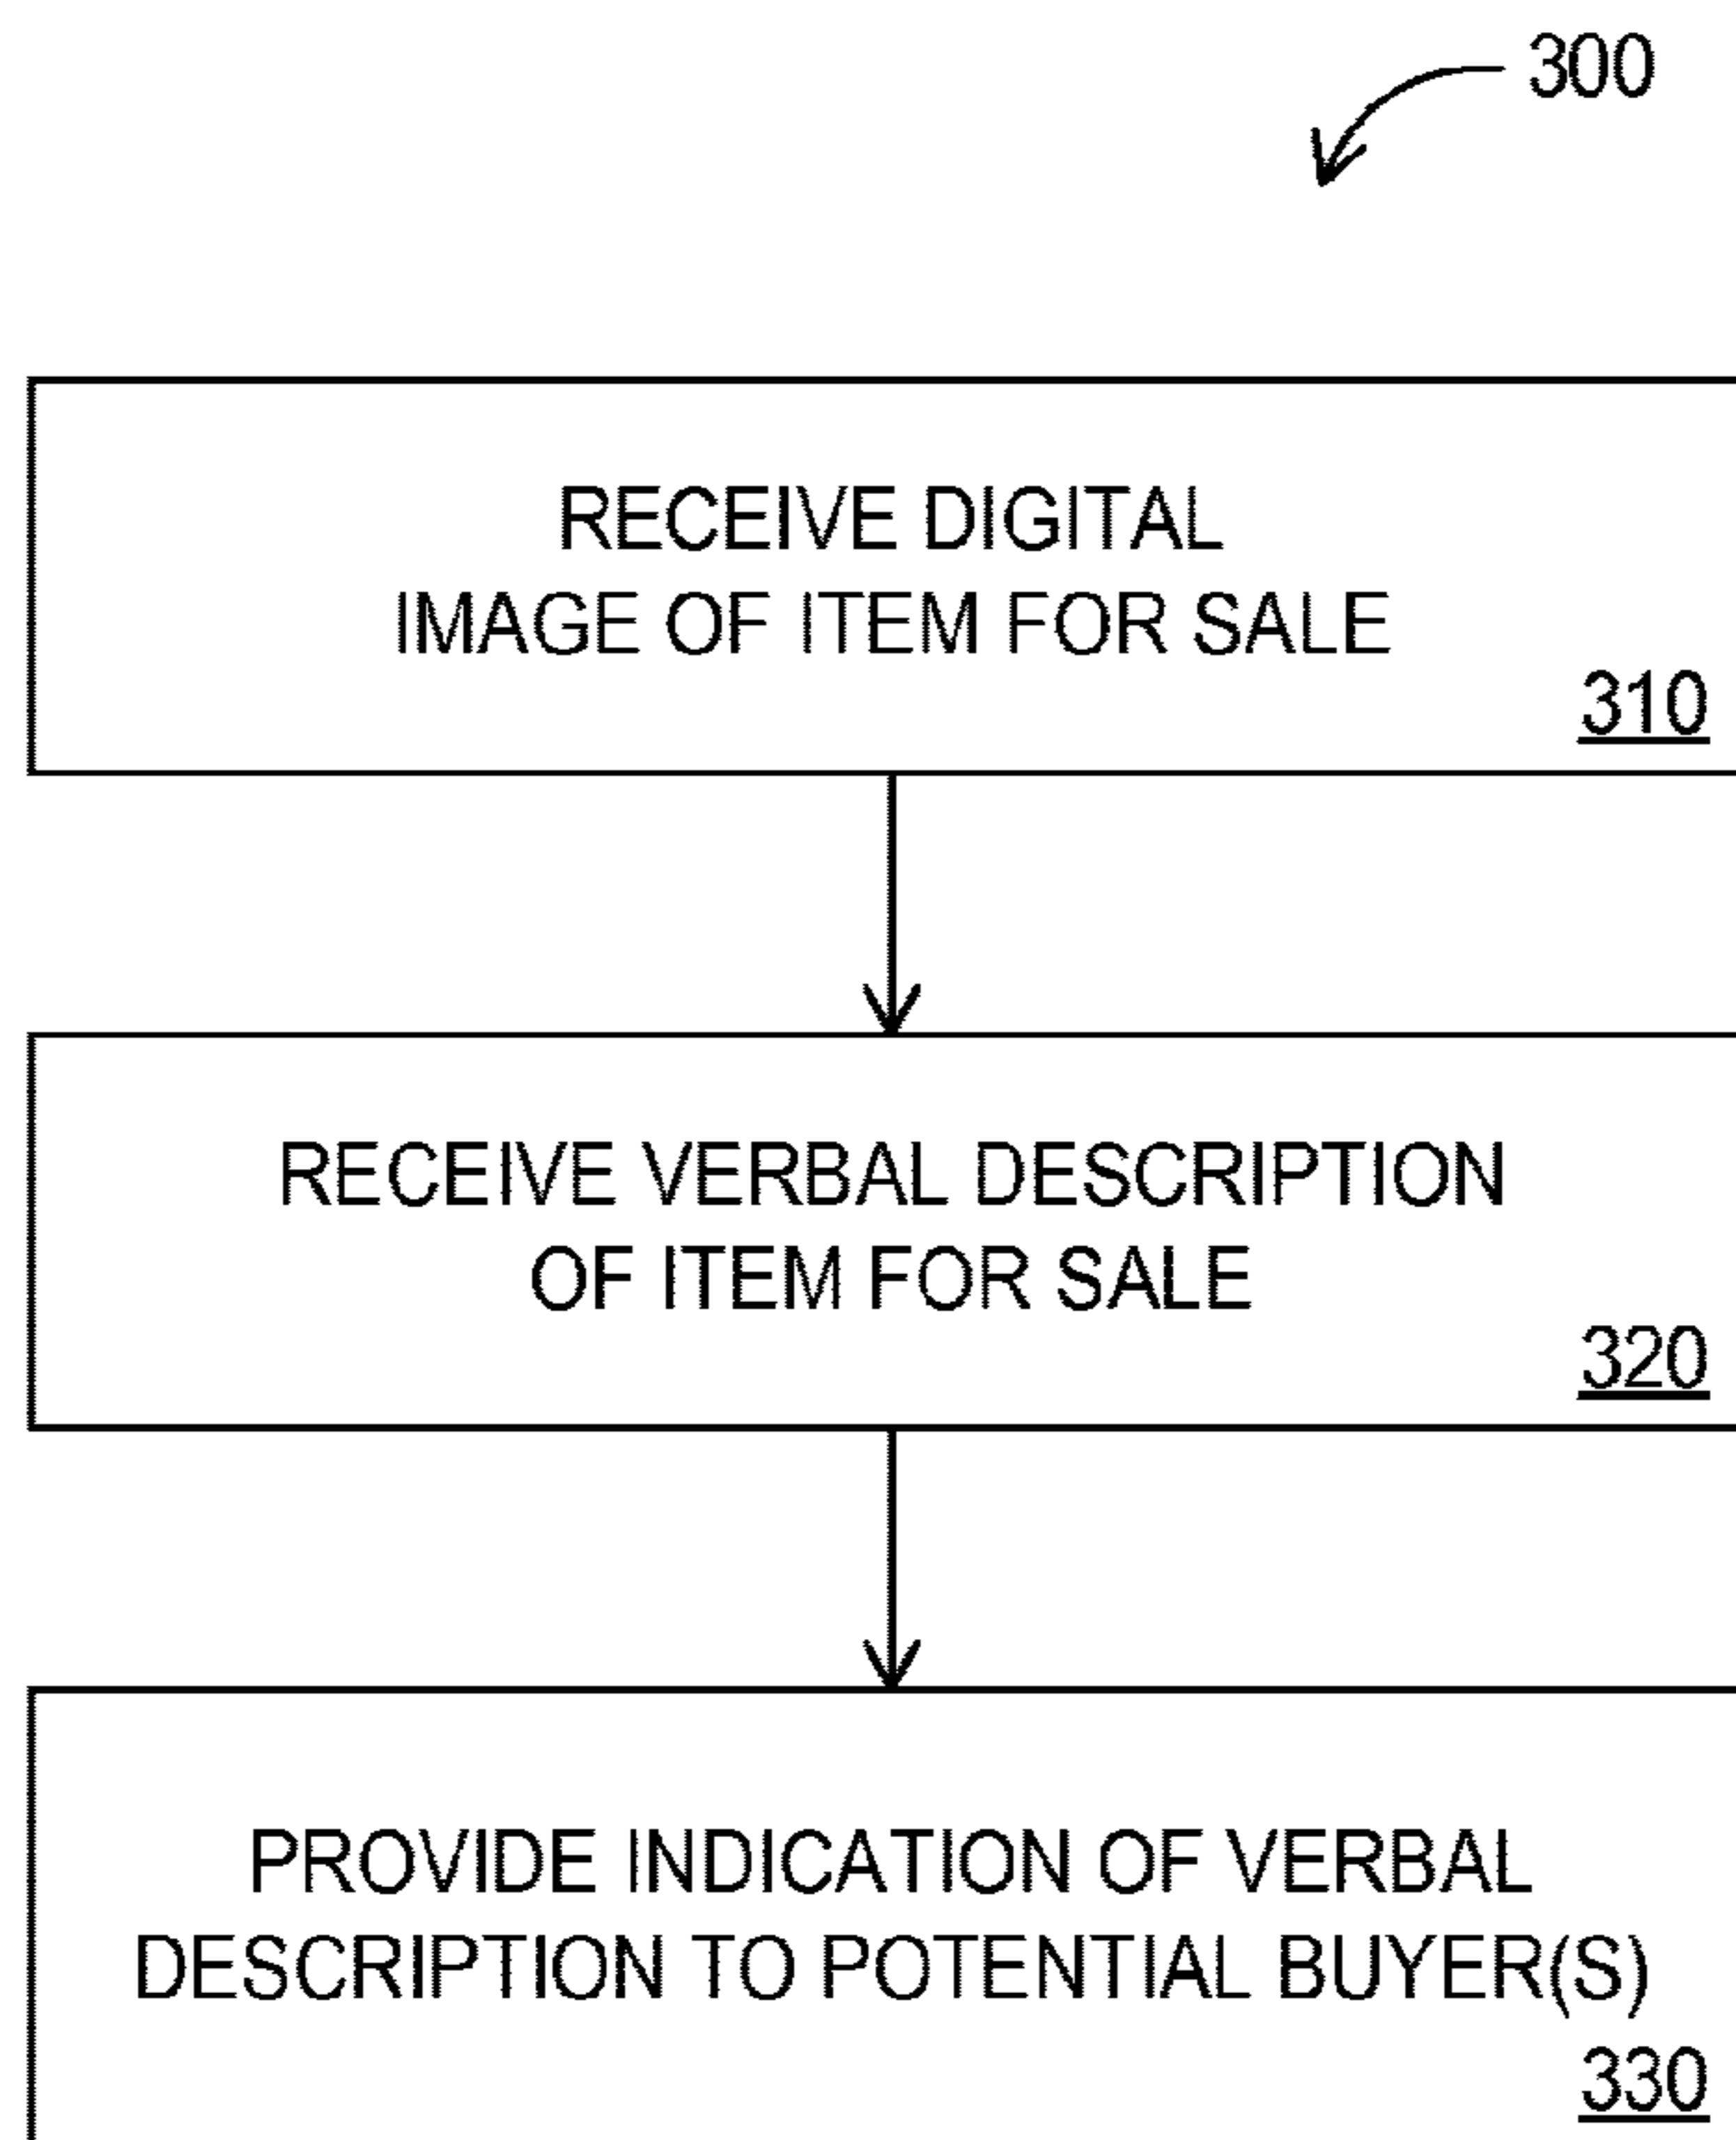 300
RECEIVE DIGITAL
IMAGE OF ITEM FOR SALE
310
RECEIVE VERBAL DESCRIPTION
OF ITEM FOR SALE
320
PROVIDE INDICATION OF VERBAL
DESCRIPTION TO POTENTIAL BUYER(S)
330